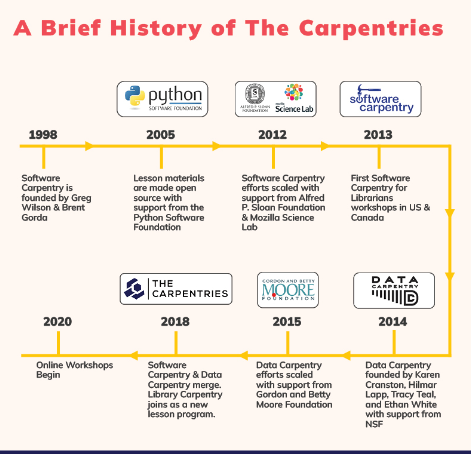 A Brief History of The Carpentries
python
SOFTWARE FOUNDATION
ALFRED P. SLOAN
FOUNDATION
mozilla
Science Lab
software
carpentry
1998
2005
2012
2013
Software
Carpentry is
founded by Greg
Wilson & Brent
Gorda
Lesson materials
are made open
source with
support from the
Python Software
Foundation
Software Carpentry
efforts scaled with
support from Alfred
P. Sloan Foundation
& Mozilla Science
Lab
First Software
Carpentry for
Librarians
workshops in US &
Canada
THE
CARPENTRIES
GORDON AND BETTY
MOORE
FOUNDATION
DATA
CARPENTRY
2020
2018
2015
2014
Online Workshops
Begin
Software
Carpentry & Data
Carpentry merge.
Library Carpentry
joins as a new
lesson program.
Data Carpentry
efforts scaled
with support from
Gordon and Betty
Moore Foundation
Data Carpentry
founded by Karen
Cranston, Hilmar
Lapp, Tracy Teal,
and Ethan White
with support from
NSF